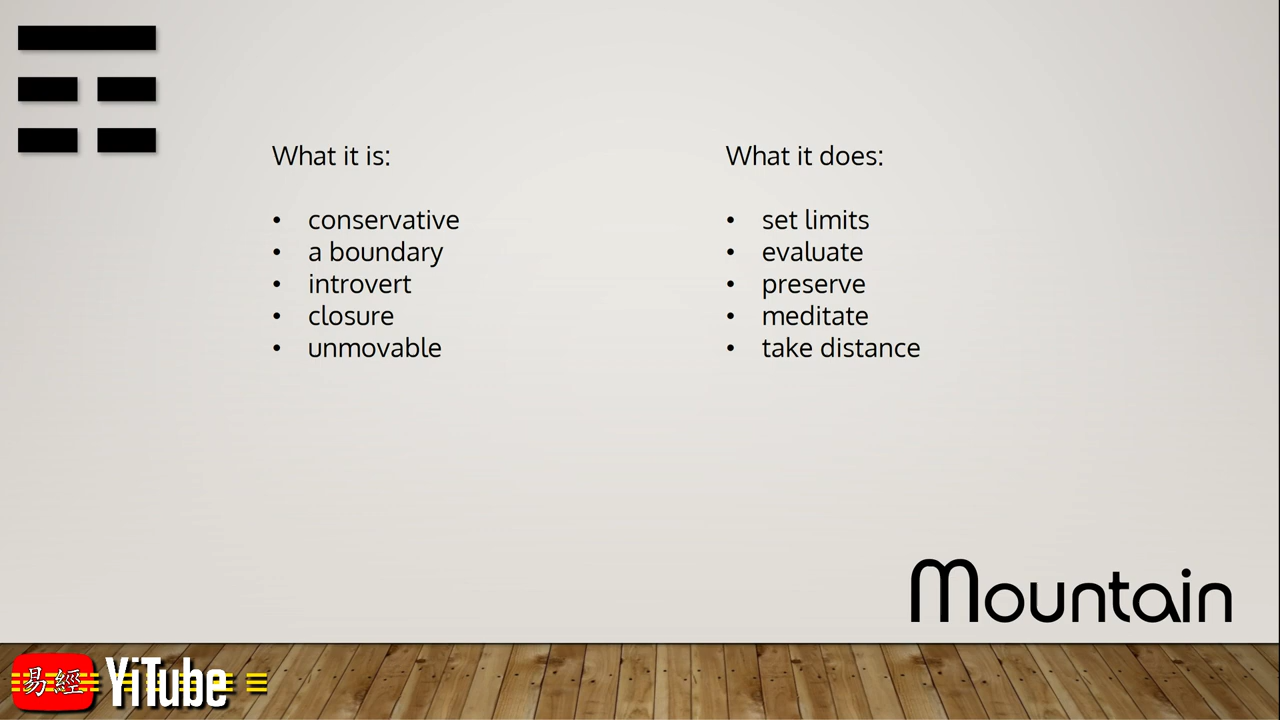 What it is:
• conservative
• a boundary
• introvert
• closure
• unmovable
What it does:
• set limits
• evaluate
• preserve
• meditate
• take distance
Mountain
易經 YiTube